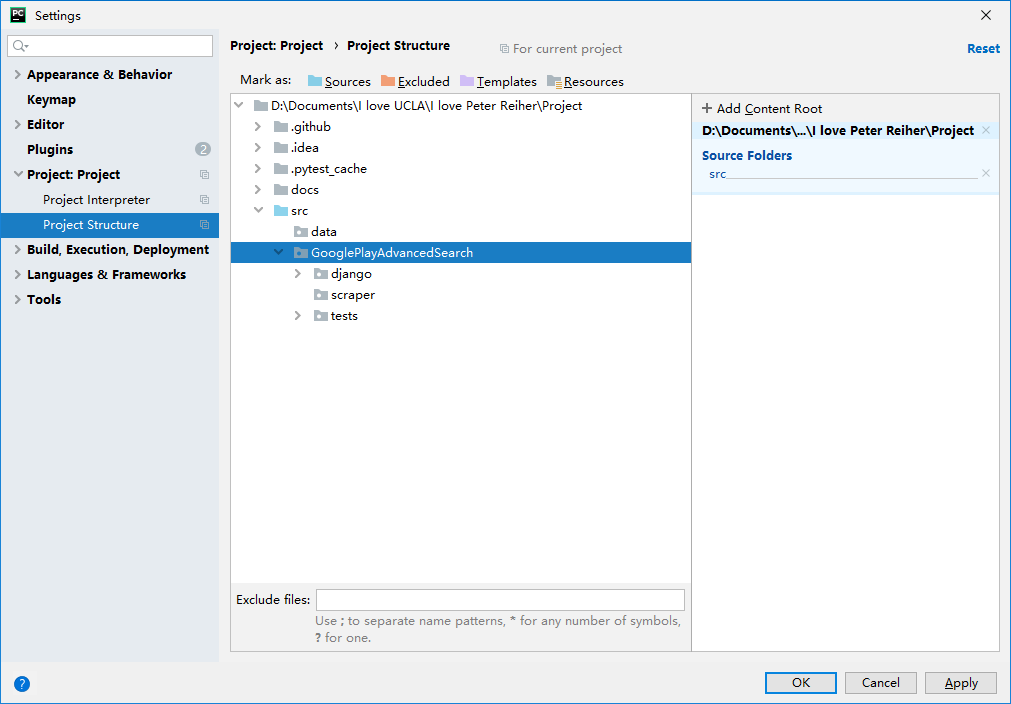 PC Settings
Project: Project › Project Structure For current project Reset
Appearance & Behavior
Keymap
Editor
Plugins 2
Project: Project
Project Interpreter
Project Structure
Build, Execution, Deployment
Languages & Frameworks
Tools
Mark as: Sources Excluded Templates Resources
D:\Documents\I love UCLA\I love Peter Reiher\Project
.github
.idea
.pytest_cache
docs
src
data
GooglePlayAdvancedSearch
django
scraper
tests
+ Add Content Root
D:\Documents\...\I love Peter Reiher\Project
Source Folders
src
Exclude files:
Use ; to separate name patterns, * for any number of symbols,
? for one.
? OK Cancel Apply